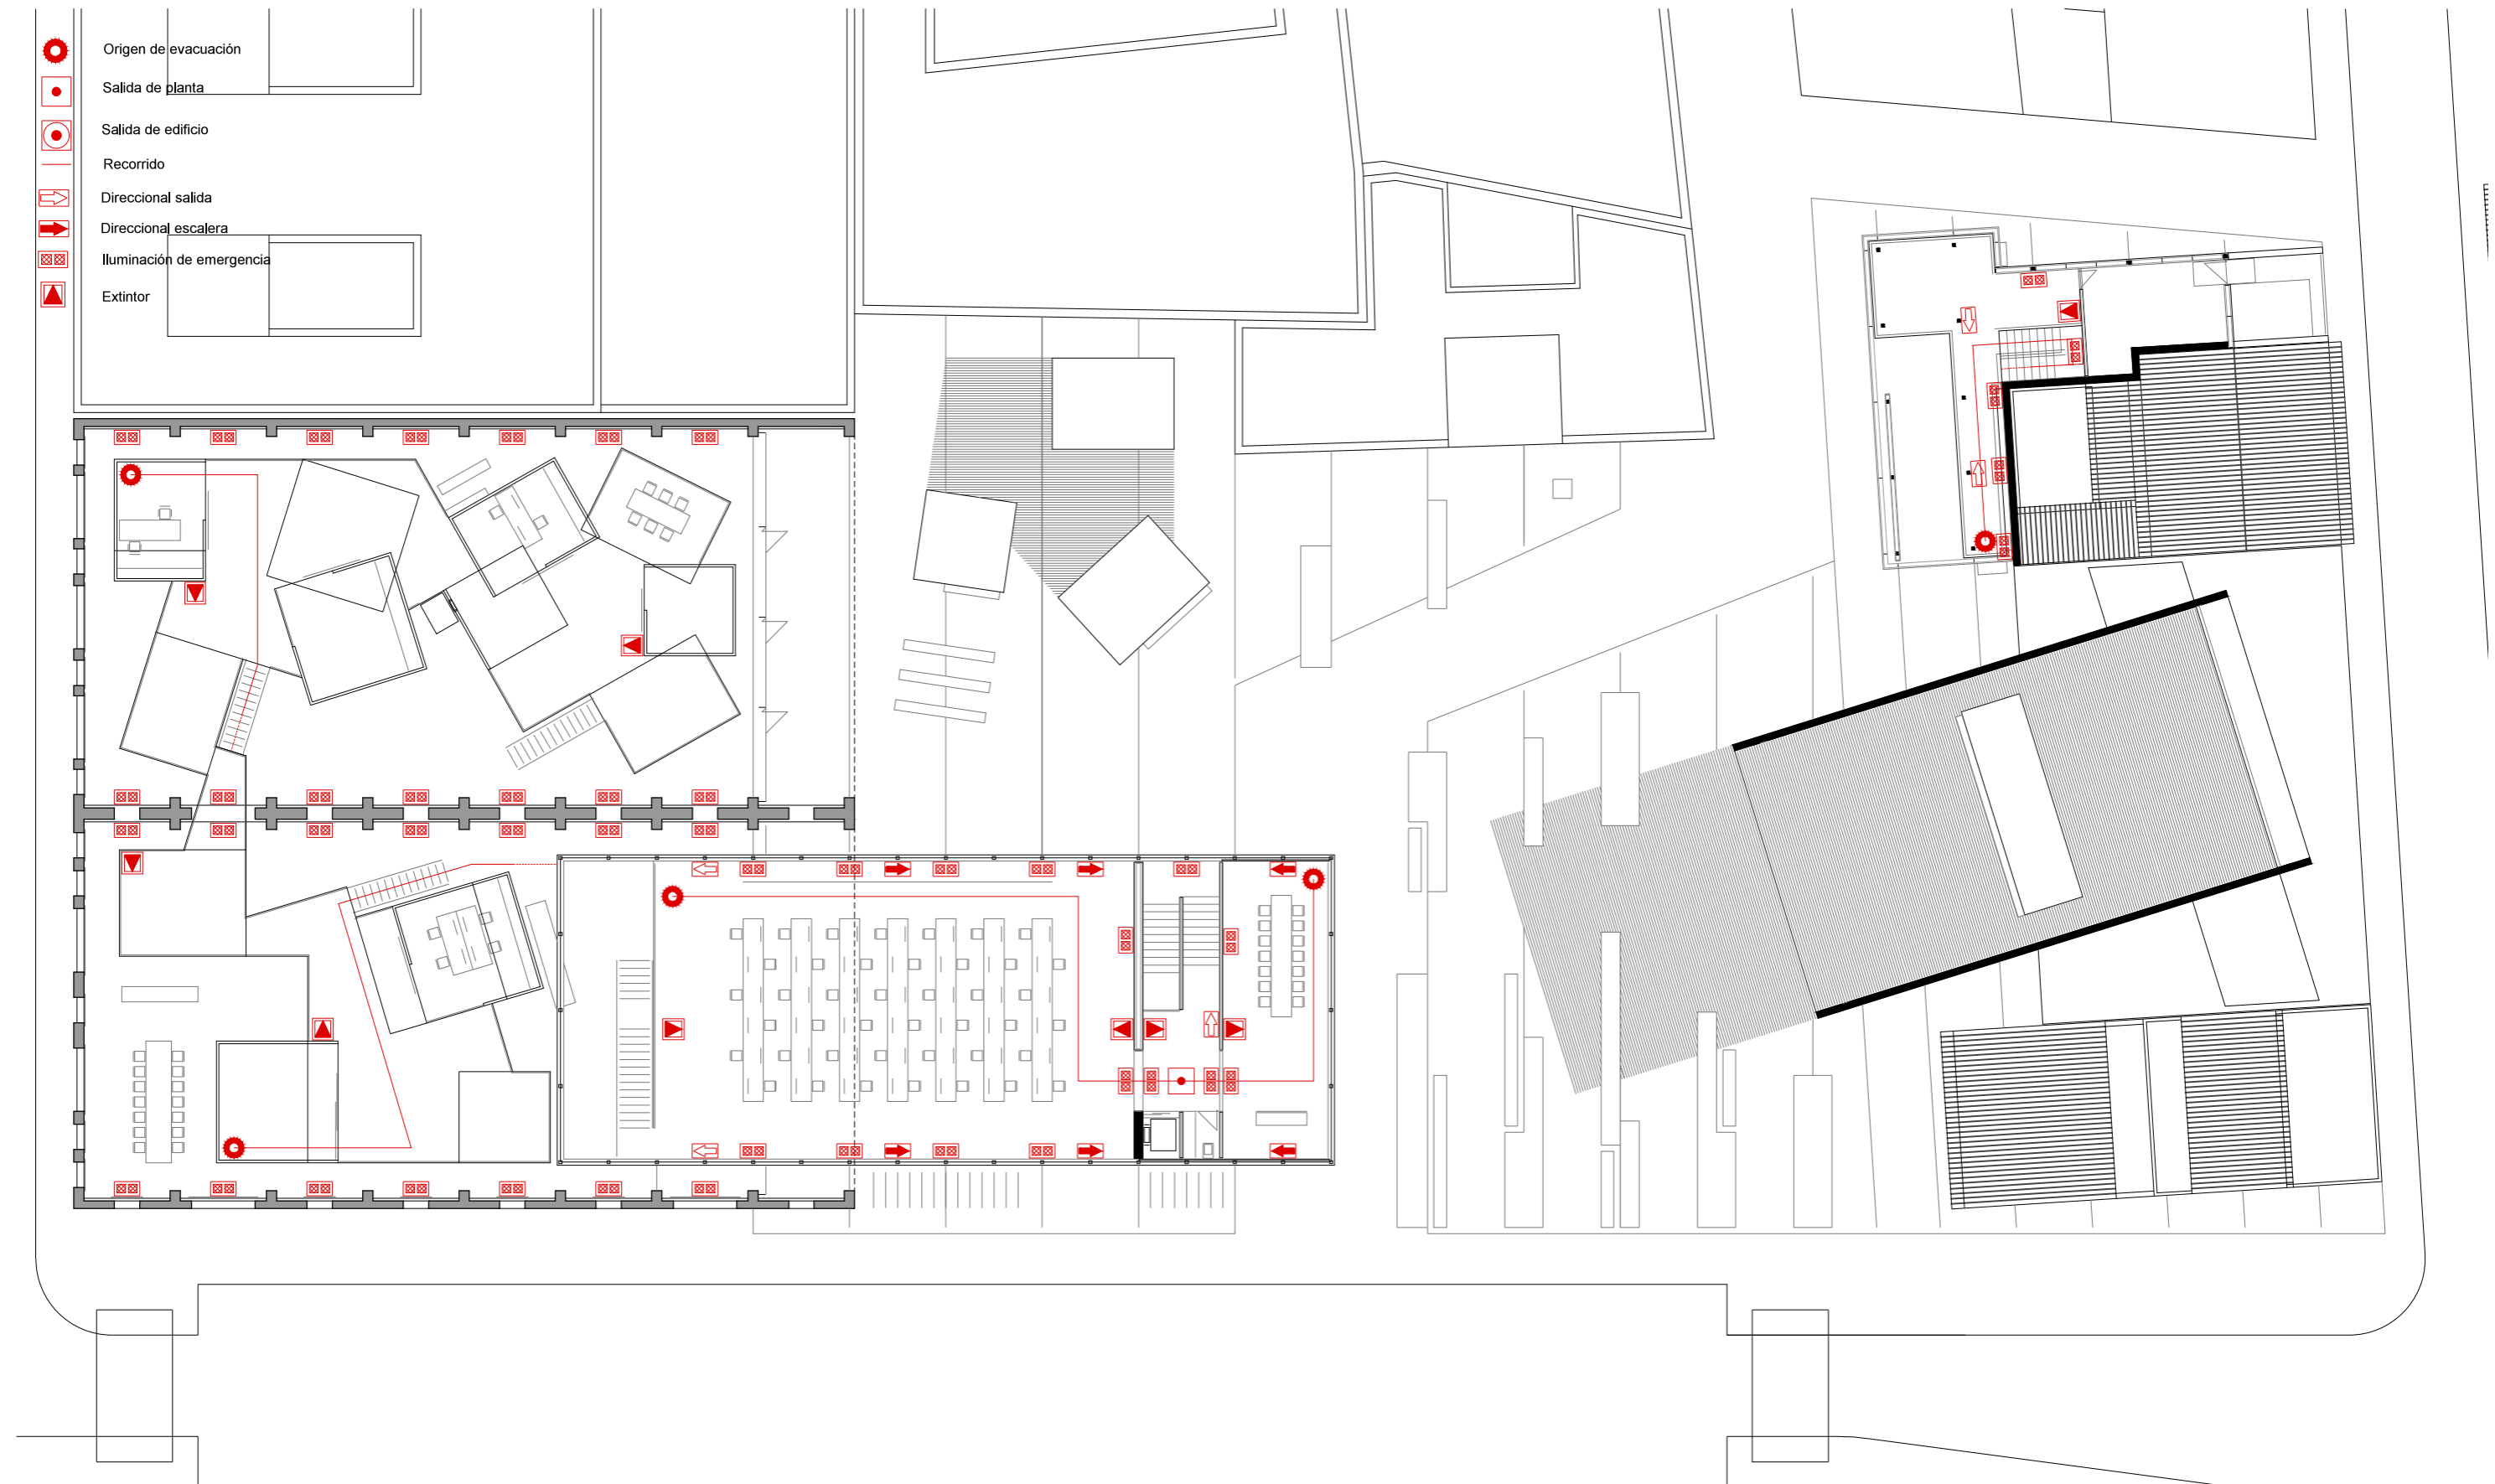 Origen de evacuación
Salida de planta
Salida de edificio
Recorrido
Direccional salida
Direccional escalera
Iluminación de emergencia
Extintor